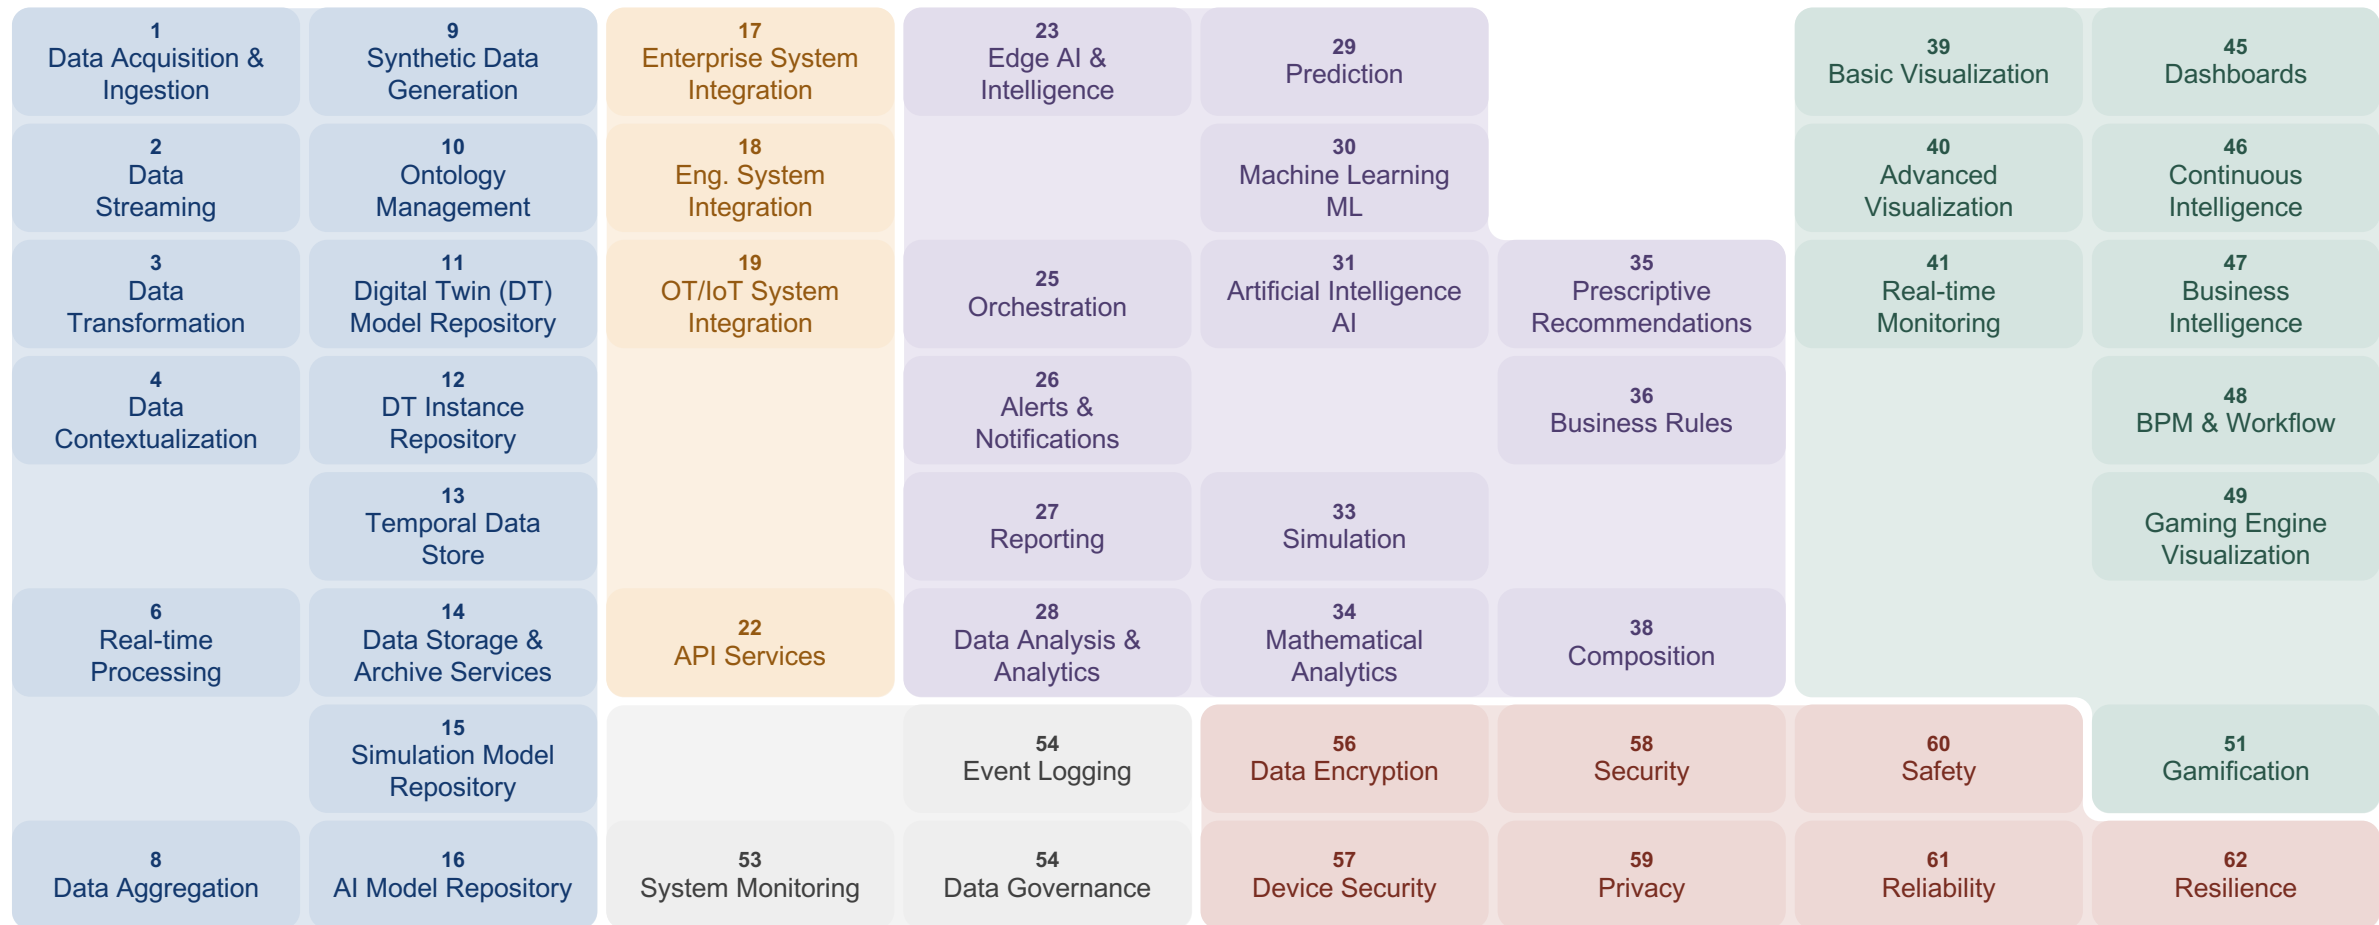 1
Data Acquisition &
Ingestion
9
Synthetic Data
Generation
17
Enterprise System
Integration
23
Edge AI &
Intelligence
29
Prediction
39
Basic Visualization
45
Dashboards
2
Data
Streaming
10
Ontology
Management
18
Eng. System
Integration
30
Machine Learning
ML
40
Advanced
Visualization
46
Continuous
Intelligence
3
Data
Transformation
11
Digital Twin (DT)
Model Repository
19
OT/IoT System
Integration
25
Orchestration
31
Artificial Intelligence
AI
35
Prescriptive
Recommendations
41
Real-time
Monitoring
47
Business
Intelligence
4
Data
Contextualization
12
DT Instance
Repository
26
Alerts &
Notifications
36
Business Rules
48
BPM & Workflow
13
Temporal Data
Store
27
Reporting
33
Simulation
49
Gaming Engine
Visualization
6
Real-time
Processing
14
Data Storage &
Archive Services
22
API Services
28
Data Analysis &
Analytics
34
Mathematical
Analytics
38
Composition
15
Simulation Model
Repository
54
Event Logging
56
Data Encryption
58
Security
60
Safety
51
Gamification
8
Data Aggregation
16
AI Model Repository
53
System Monitoring
54
Data Governance
57
Device Security
59
Privacy
61
Reliability
62
Resilience